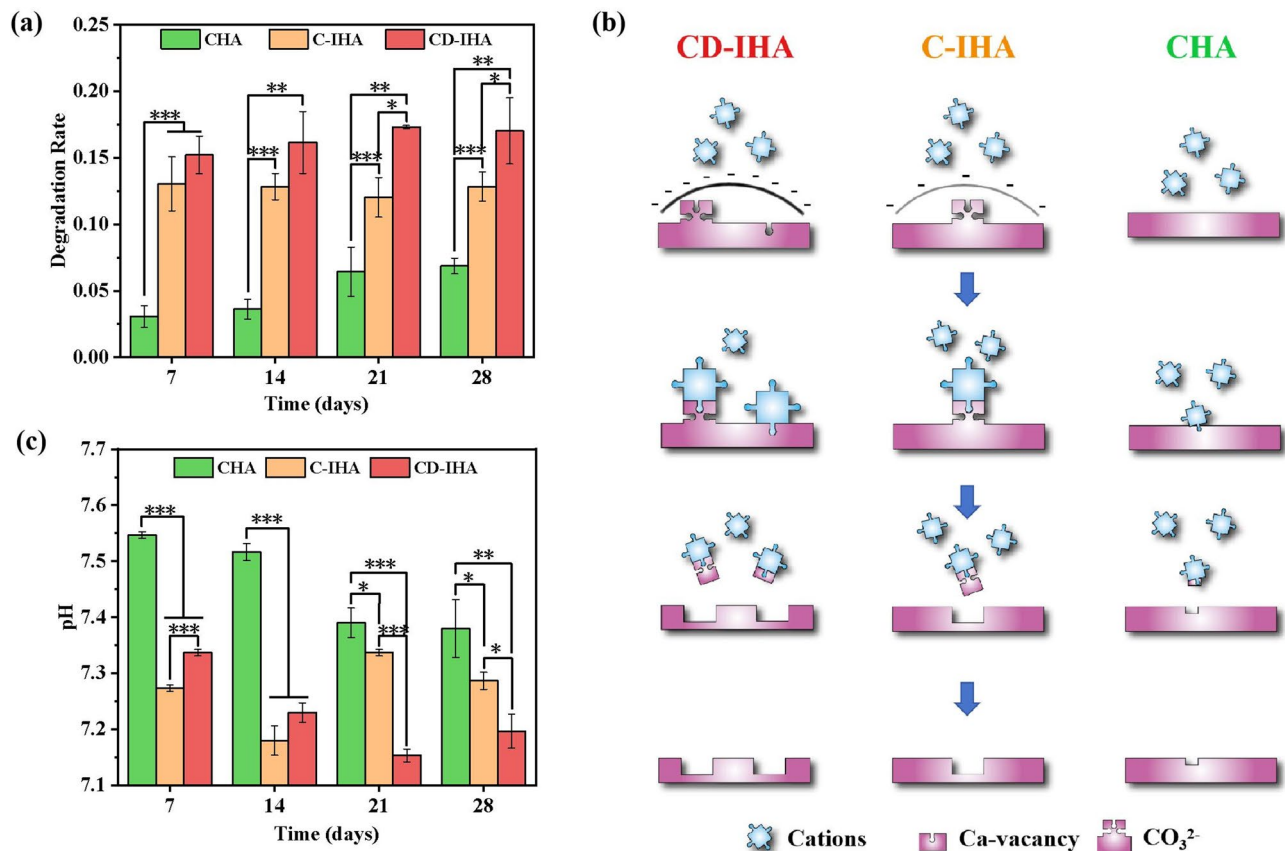 (a)
0.25
0.20
0.15
0.10
0.05
0.00
Degradation Rate
CHA C-IHA CD-IHA
***
**
***
**
*
***
**
*
***
7 14 21 28
Time (days)
(b)
CD-IHA C-IHA CHA
Cations Ca-vacancy CO₃²⁻
(c)
7.7
7.6
7.5
7.4
7.3
7.2
7.1
pH
CHA C-IHA CD-IHA
***
***
***
***
*
***
**
*
*
7 14 21 28
Time (days)